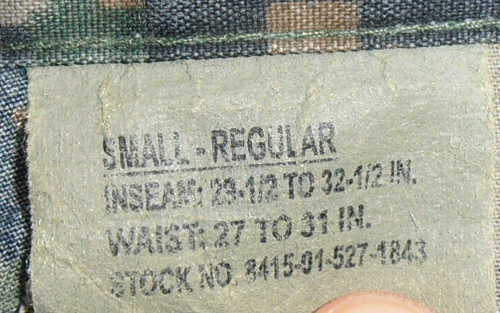 SMALL - REGULAR
INSEAM: 29-1/2 TO 32-1/2 IN.
WAIST: 27 TO 31 IN.
STOCK NO. 8415-01-527-1843